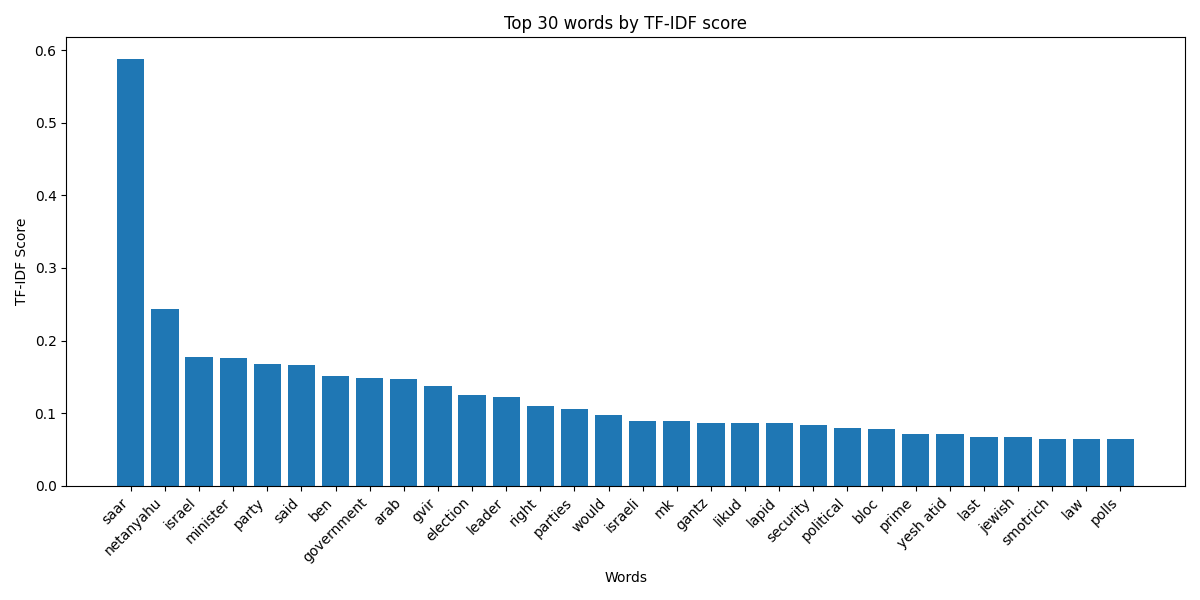 Top 30 words by TF-IDF score
TF-IDF Score
0.6
0.5
0.4
0.3
0.2
0.1
0.0
saar
netanyahu
israel
minister
party
said
ben
government
arab
gvir
election
leader
right
parties
would
israeli
mk
gantz
likud
lapid
security
political
bloc
prime
yesh atid
last
jewish
smotrich
law
polls
Words